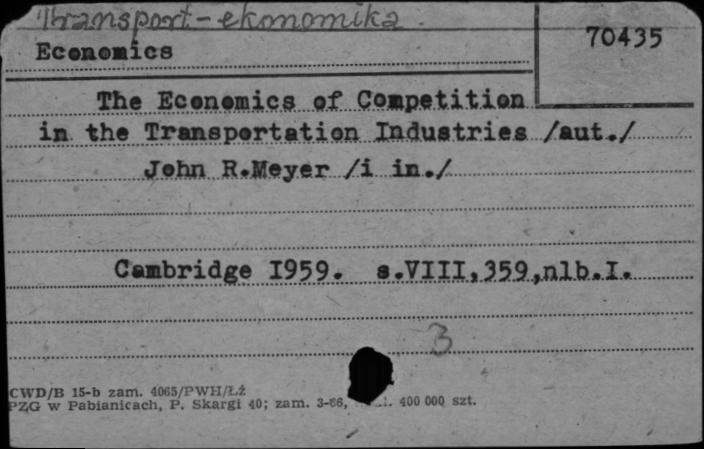 Transport-ekonomika.
Economics
70435
The Economics of Competition
in the Transportation Industries /aut./
John R.Meyer /i in./
Cambridge I959. s.VIII,359,nlb.I.
3
CWD/B 15-b zam. 4065/PWH/Łż
PZG w Pabianicach, P. Skargi 40; zam. 3-66, 400 000 szt.